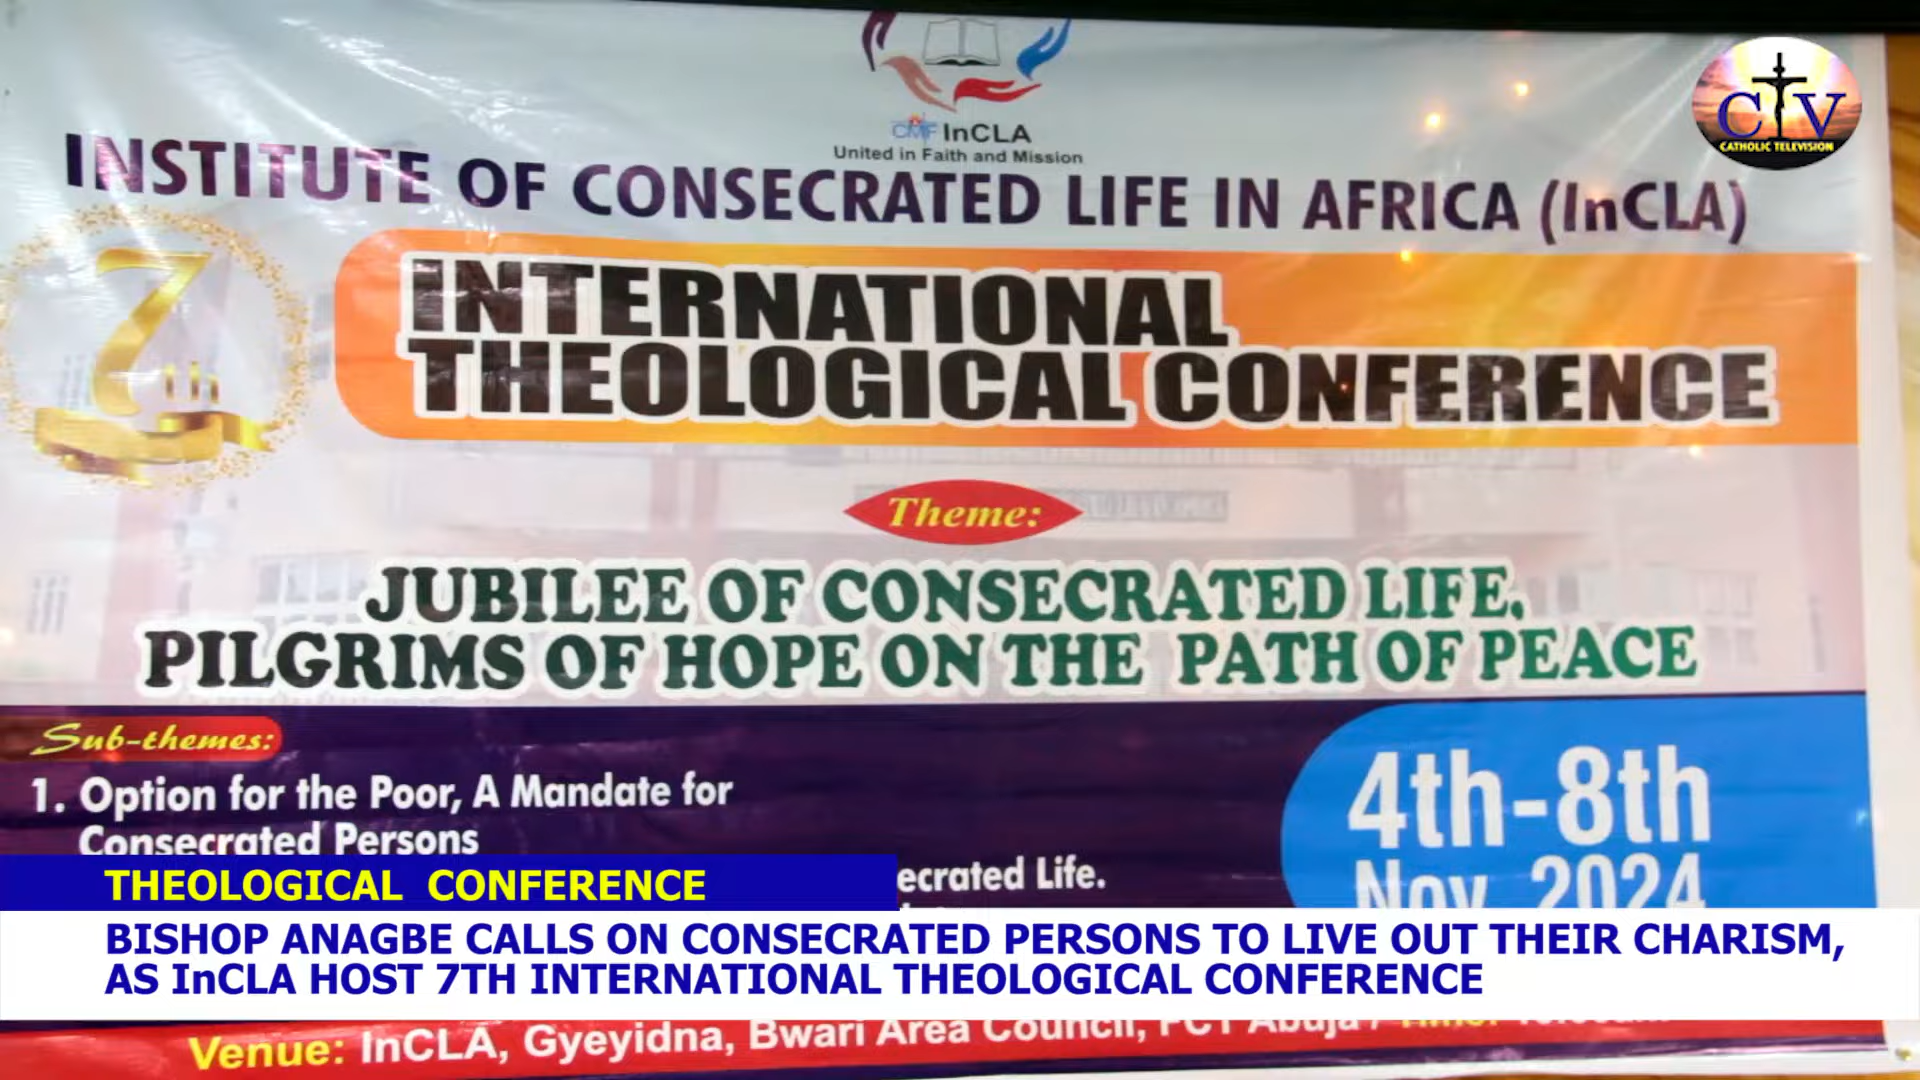 CMF InCLA
United in Faith and Mission
C T V
CATHOLIC TELEVISION
INSTITUTE OF CONSECRATED LIFE IN AFRICA (InCLA)
7th
INTERNATIONAL
THEOLOGICAL CONFERENCE
Theme:
JUBILEE OF CONSECRATED LIFE,
PILGRIMS OF HOPE ON THE PATH OF PEACE
Sub-themes:
1. Option for the Poor, A Mandate for
Consecrated Persons
ecrated Life.
4th-8th
Nov 2024
THEOLOGICAL CONFERENCE
BISHOP ANAGBE CALLS ON CONSECRATED PERSONS TO LIVE OUT THEIR CHARISM,
AS InCLA HOST 7TH INTERNATIONAL THEOLOGICAL CONFERENCE
Venue: InCLA, Gyeyidna, Bwari Area Council, FCT Abuja /